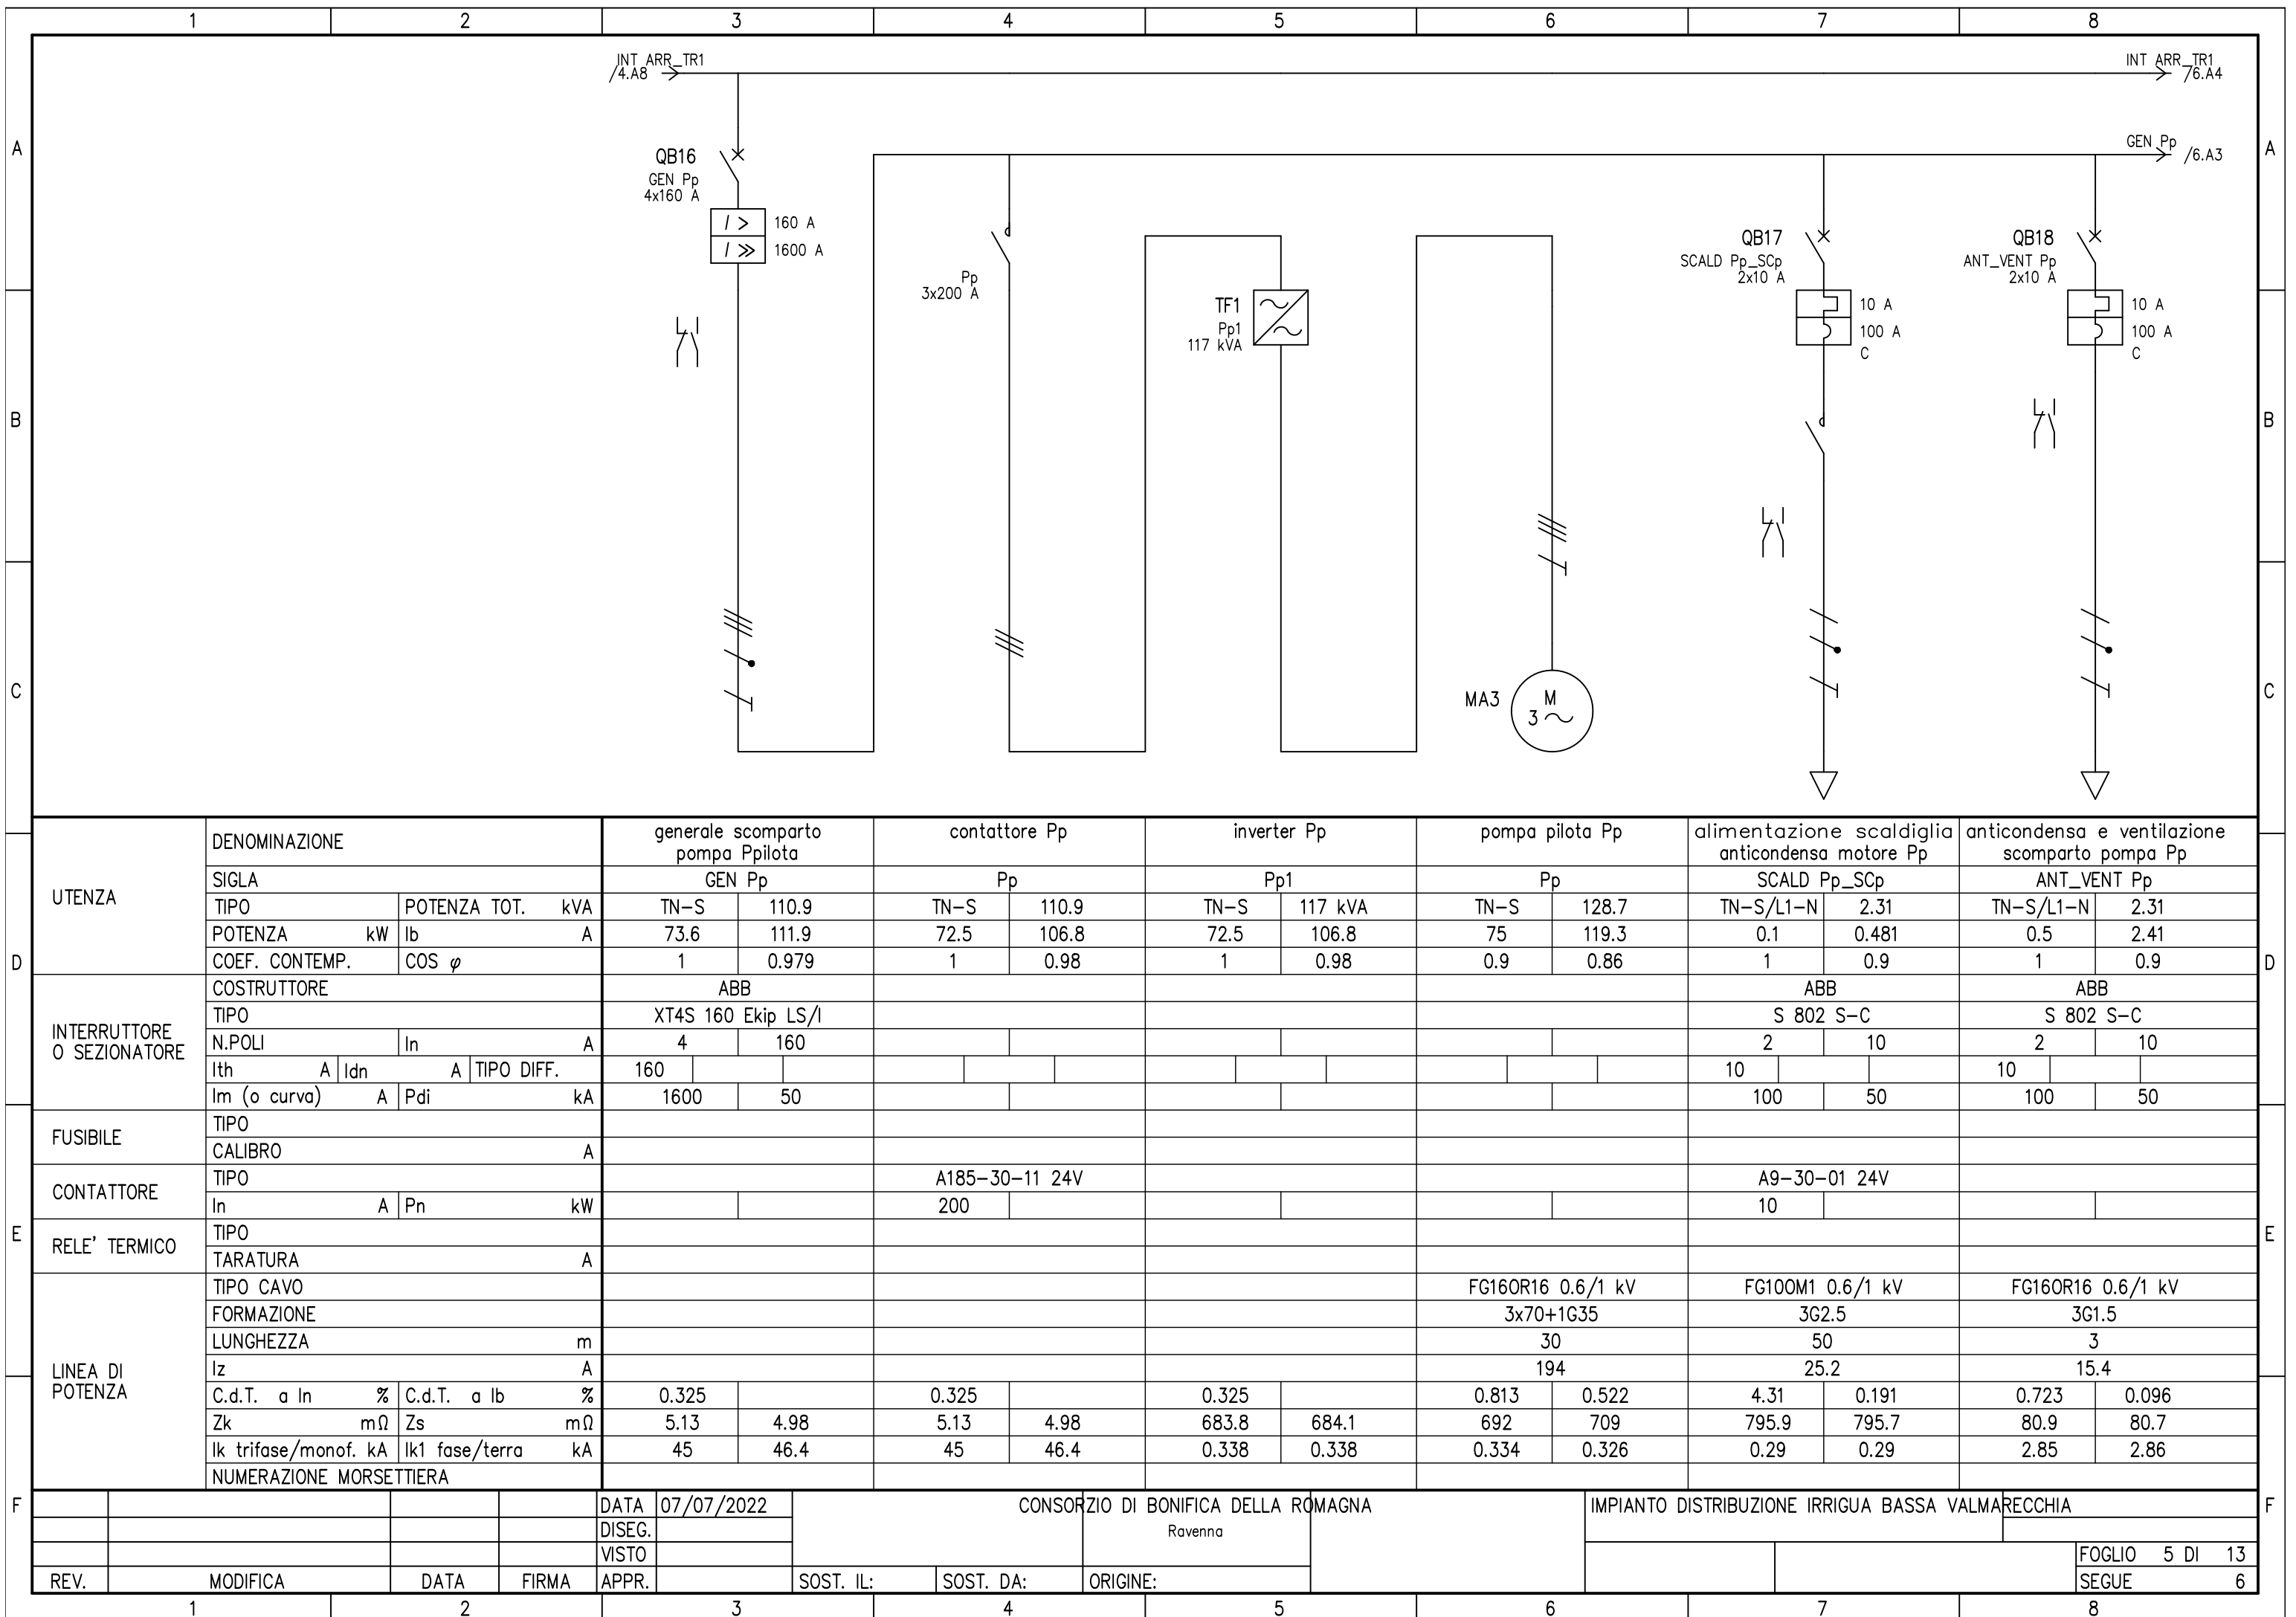 1 2 3 4 5 6 7 8
INT ARR_TR1
/4.A8
INT ARR_TR1
/6.A4
A
A
GEN Pp
/6.A3
QB16
GEN Pp
4x160 A
I > 160 A
I >> 1600 A
Pp
3x200 A
TF1
Pp1
117 kVA
QB17
SCALD Pp_SCp
2x10 A
10 A
100 A
C
QB18
ANT_VENT Pp
2x10 A
10 A
100 A
C
B
B
C
C
MA3
M
3
UTENZA
DENOMINAZIONE
generale scomparto
pompa Ppilota
contattore Pp
inverter Pp
pompa pilota Pp
alimentazione scaldiglia
anticondensa motore Pp
anticondensa e ventilazione
scomparto pompa Pp
SIGLA GEN Pp Pp Pp1 Pp SCALD Pp_SCp ANT_VENT Pp
TIPO POTENZA TOT. kVA TN-S 110.9 TN-S 110.9 TN-S 117 kVA TN-S 128.7 TN-S/L1-N 2.31 TN-S/L1-N 2.31
POTENZA kW Ib A 73.6 111.9 72.5 106.8 72.5 106.8 75 119.3 0.1 0.481 0.5 2.41
D COEF. CONTEMP. COS φ 1 0.979 1 0.98 1 0.98 0.9 0.86 1 0.9 1 0.9 D
INTERRUTTORE
O SEZIONATORE
COSTRUTTORE ABB ABB ABB
TIPO XT4S 160 Ekip LS/I S 802 S-C S 802 S-C
N.POLI In A 4 160 2 10 2 10
Ith A Idn A TIPO DIFF. 160 10 10
Im (o curva) A Pdi kA 1600 50 100 50 100 50
FUSIBILE
TIPO
CALIBRO A
CONTATTORE
TIPO A185-30-11 24V A9-30-01 24V
In A Pn kW 200 10
E
E
RELE' TERMICO
TIPO
TARATURA A
LINEA DI
POTENZA
TIPO CAVO FG16OR16 0.6/1 kV FG10OM1 0.6/1 kV FG16OR16 0.6/1 kV
FORMAZIONE 3x70+1G35 3G2.5 3G1.5
LUNGHEZZA m 30 50 3
Iz A 194 25.2 15.4
C.d.T. a In % C.d.T. a Ib % 0.325 0.325 0.325 0.813 0.522 4.31 0.191 0.723 0.096
Zk mΩ Zs mΩ 5.13 4.98 5.13 4.98 683.8 684.1 692 709 795.9 795.7 80.9 80.7
Ik trifase/monof. kA Ik1 fase/terra kA 45 46.4 45 46.4 0.338 0.338 0.334 0.326 0.29 0.29 2.85 2.86
NUMERAZIONE MORSETTIERA
F
F
DATA 07/07/2022
DISEG.
VISTO
REV. MODIFICA DATA FIRMA APPR.
CONSORZIO DI BONIFICA DELLA ROMAGNA
Ravenna
SOST. IL: SOST. DA: ORIGINE:
IMPIANTO DISTRIBUZIONE IRRIGUA BASSA VALMARECCHIA
FOGLIO 5 DI 13
SEGUE 6
1 2 3 4 5 6 7 8